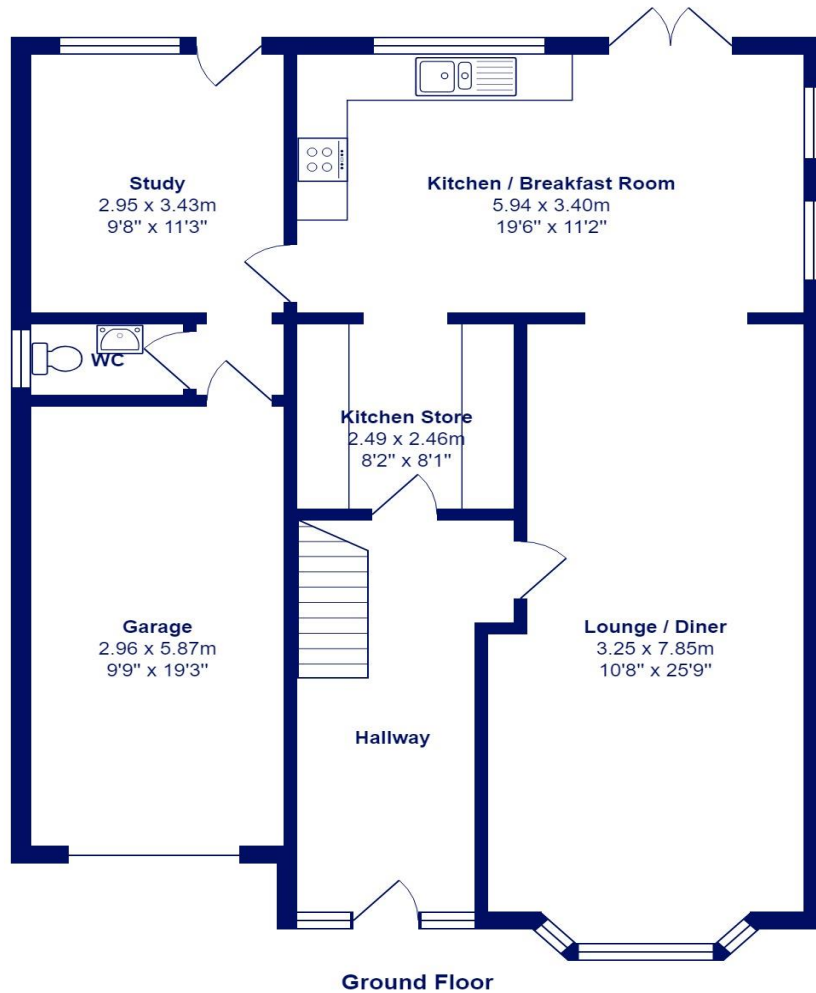 Study
2.95 x 3.43m
9'8" x 11'3"
Kitchen / Breakfast Room
5.94 x 3.40m
19'6" x 11'2"
WC
Kitchen Store
2.49 x 2.46m
8'2" x 8'1"
Garage
2.96 x 5.87m
9'9" x 19'3"
Lounge / Diner
3.25 x 7.85m
10'8" x 25'9"
Hallway
Ground Floor